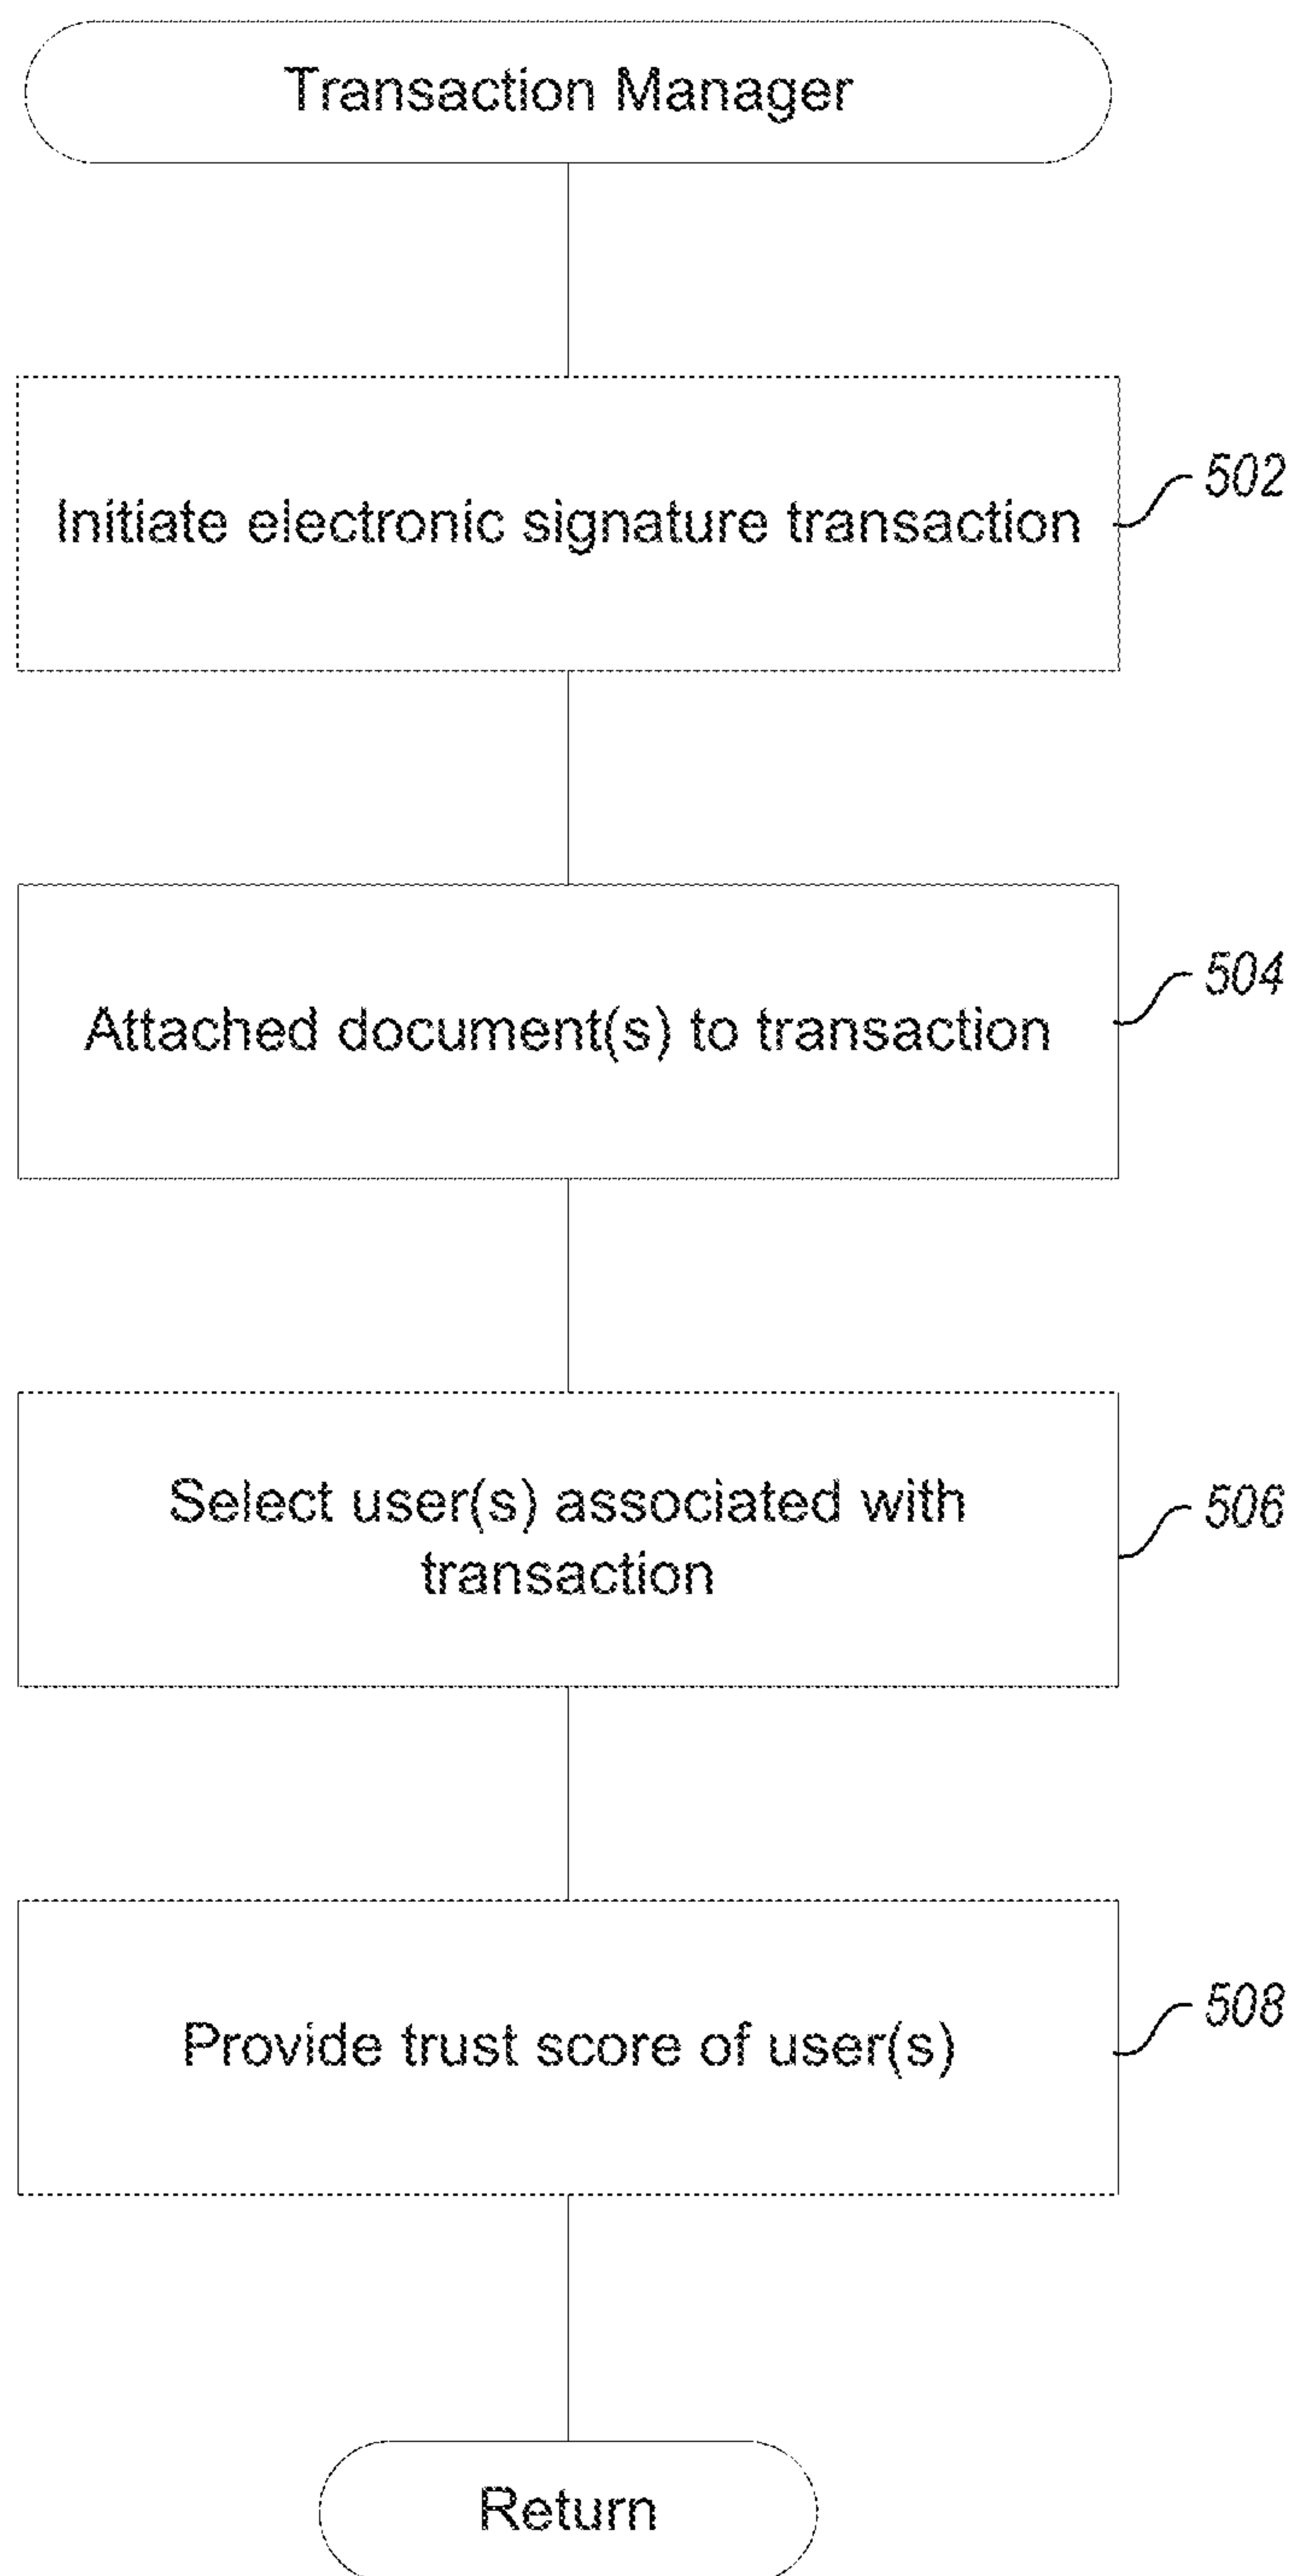 Transaction Manager
Initiate electronic signature transaction
502
Attached document(s) to transaction
504
Select user(s) associated with
transaction
506
Provide trust score of user(s)
508
Return